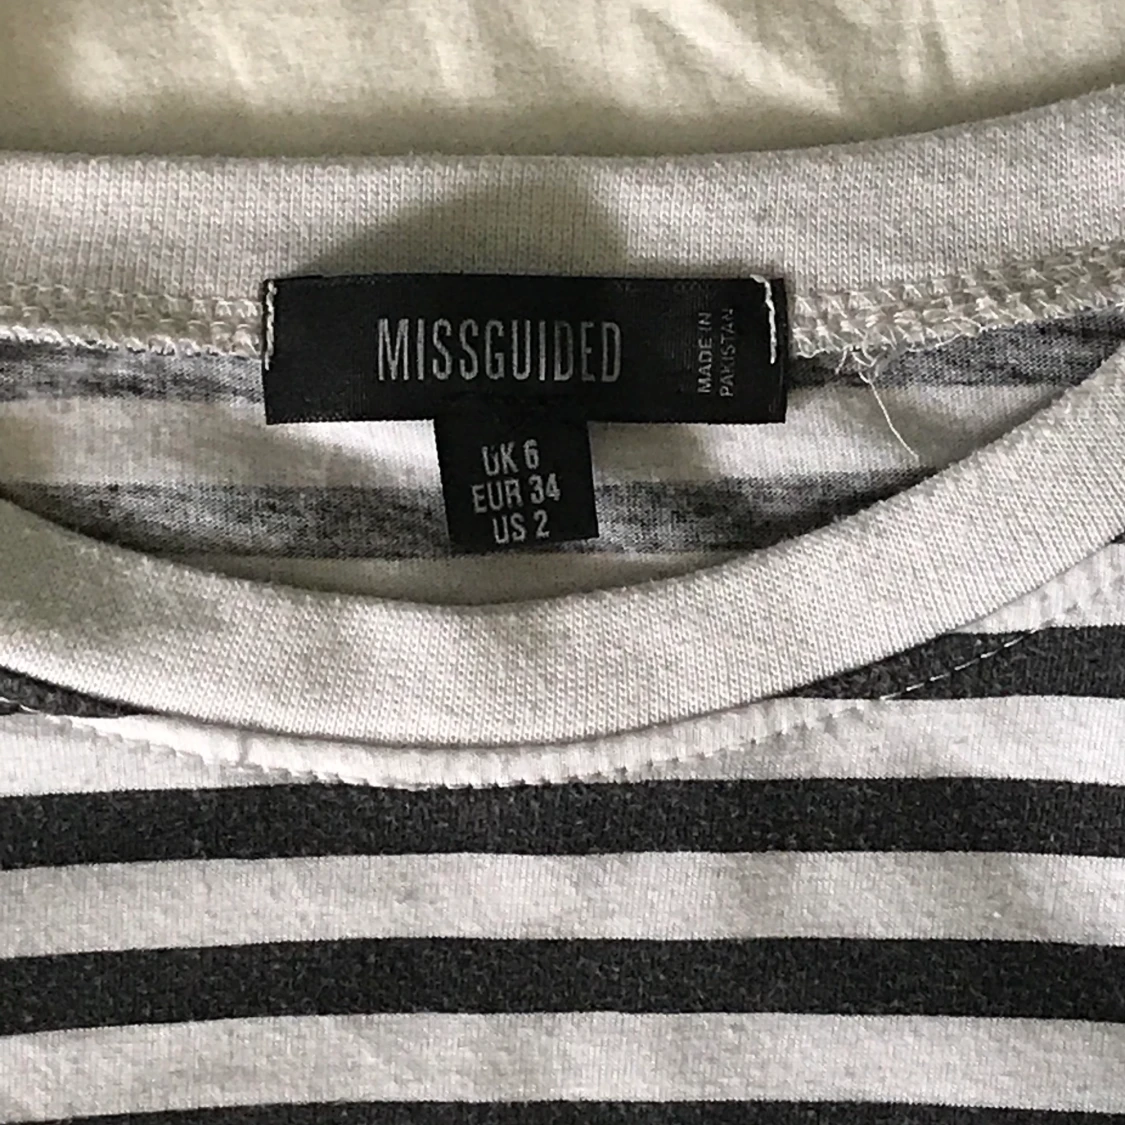 MISSGUIDED
MADE IN
PAKISTAN
UK 6
EUR 34
US 2